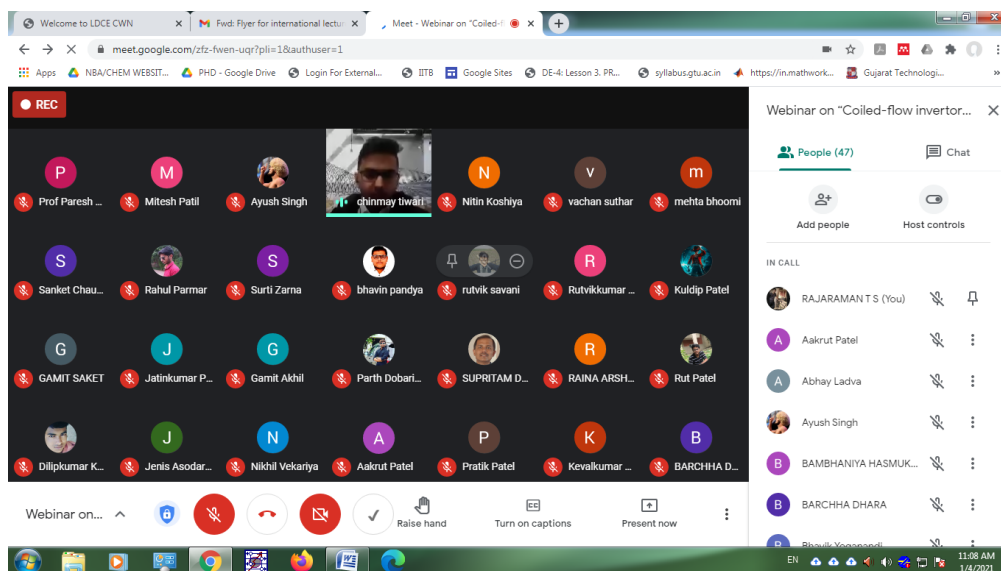 Welcome to LDCE CWN
Fwd: Flyer for international lectu
Meet - Webinar on "Coiled-f
meet.google.com/zfz-fwen-uqr?pli=1&authuser=1
Apps
NBA/CHEM WEBSIT...
PHD - Google Drive
Login For External...
IITB
Google Sites
DE-4: Lesson 3. PR...
syllabus.gtu.ac.in
https://in.mathwork...
Gujarat Technologi...
REC
P
M
N
v
m
Prof Paresh ...
Mitesh Patil
Ayush Singh
chinmay tiwari
Nitin Koshiya
vachan suthar
mehta bhoomi
S
S
R
Sanket Chau...
Rahul Parmar
Surti Zarna
bhavin pandya
rutvik savani
Rutvikkumar ...
Kuldip Patel
G
J
G
R
GAMIT SAKET
Jatinkumar P...
Gamit Akhil
Parth Dobari...
SUPRITAM D...
RAINA ARSH...
Rut Patel
J
N
A
P
K
B
Dilipkumar K...
Jenis Asodar...
Nikhil Vekariya
Aakrut Patel
Pratik Patel
Kevalkumar ...
BARCHHA D...
Webinar on "Coiled-flow invertor...
People (47)
Chat
Add people
Host controls
IN CALL
RAJARAMAN T S (You)
A
Aakrut Patel
A
Abhay Ladva
Ayush Singh
B
BAMBHANIYA HASMUK...
B
BARCHHA DHARA
Bhavik Yoganandi
Webinar on...
Raise hand
CC
Turn on captions
Present now
EN
11:08 AM
1/4/2021